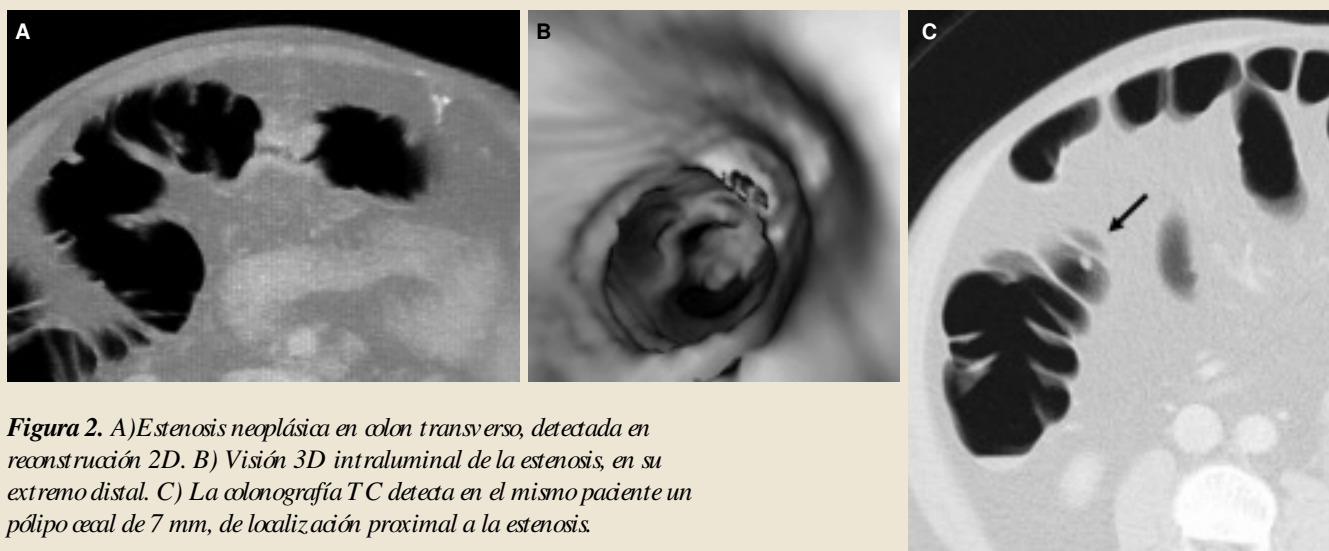 A
B
C
Figura 2. A)Estenosis neoplásica en colon transverso, detectada en
reconstrucción 2D. B) Visión 3D intraluminal de la estenosis, en su
extremo distal. C) La colonografía TC detecta en el mismo paciente un
pólipo cecal de 7 mm, de localización proximal a la estenosis.